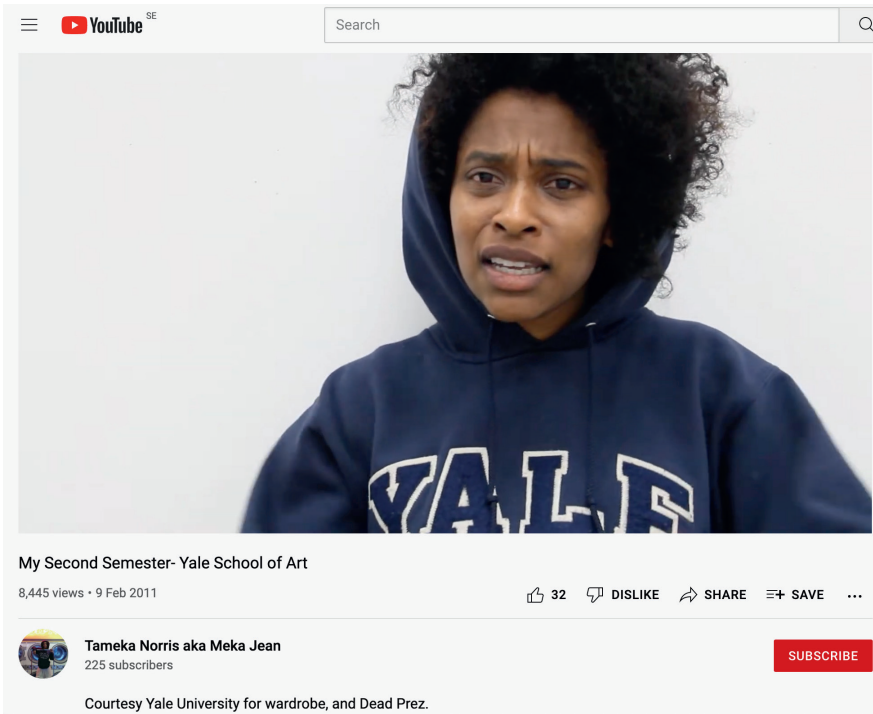 YouTube SE
Search
YALE
My Second Semester- Yale School of Art
8,445 views • 9 Feb 2011
32 DISLIKE SHARE SAVE ...
Tameka Norris aka Meka Jean
225 subscribers
SUBSCRIBE
Courtesy Yale University for wardrobe, and Dead Prez.